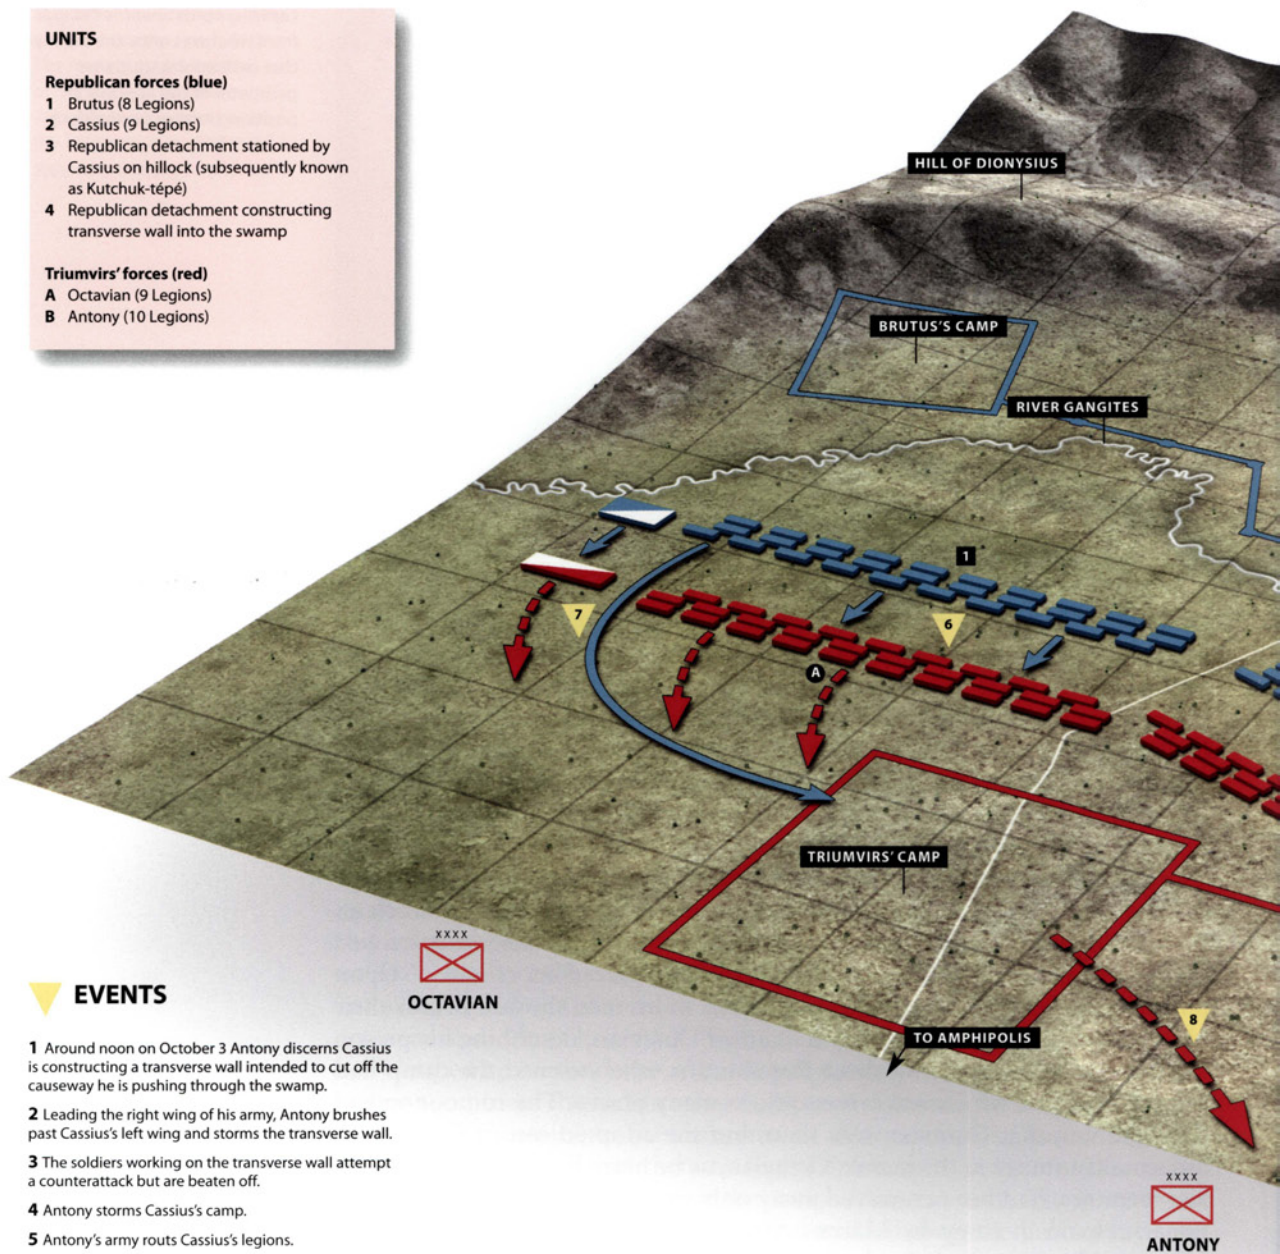 UNITS
Republican forces (blue)
1 Brutus (8 Legions)
2 Cassius (9 Legions)
3 Republican detachment stationed by
Cassius on hillock (subsequently known
as Kutchuk-tépé)
4 Republican detachment constructing
transverse wall into the swamp
Triumvirs' forces (red)
A Octavian (9 Legions)
B Antony (10 Legions)
HILL OF DIONYSIUS
BRUTUS'S CAMP
RIVER GANGITES
1
7
6
A
TRIUMVIRS' CAMP
XXXX
OCTAVIAN
8
TO AMPHIPOLIS
XXXX
ANTONY
EVENTS
1 Around noon on October 3 Antony discerns Cassius
is constructing a transverse wall intended to cut off the
causeway he is pushing through the swamp.
2 Leading the right wing of his army, Antony brushes
past Cassius's left wing and storms the transverse wall.
3 The soldiers working on the transverse wall attempt
a counterattack but are beaten off.
4 Antony storms Cassius's camp.
5 Antony's army routs Cassius's legions.